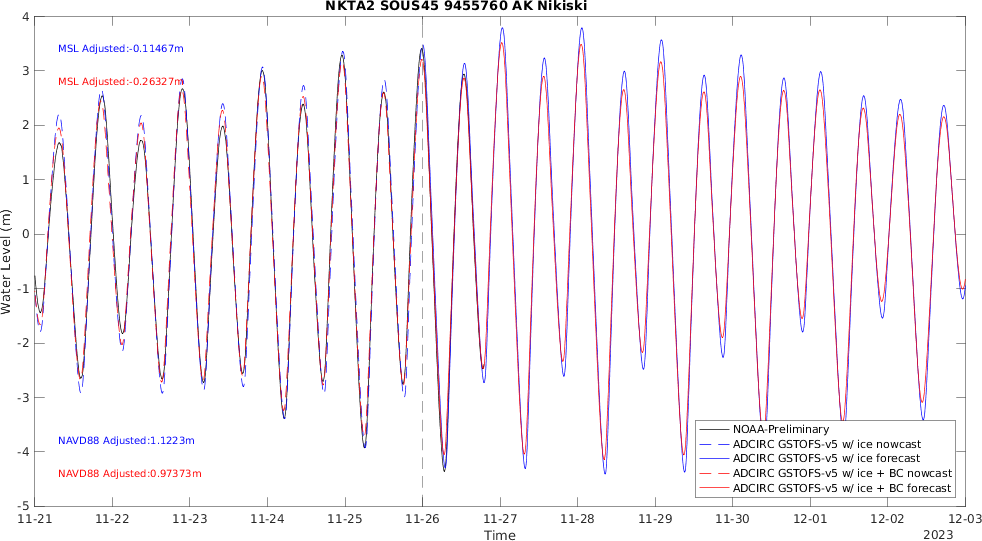 NKTA2 SOUS45 9455760 AK Nikiski
4
3
2
1
0
-1
-2
-3
-4
-5
Water Level (m)
MSL Adjusted:-0.11467m
MSL Adjusted:-0.26327m
NAVD88 Adjusted:1.1223m
NAVD88 Adjusted:0.97373m
NOAA-Preliminary
ADCIRC GSTOFS-v5 w/ ice nowcast
ADCIRC GSTOFS-v5 w/ ice forecast
ADCIRC GSTOFS-v5 w/ ice + BC nowcast
ADCIRC GSTOFS-v5 w/ ice + BC forecast
11-21 11-22 11-23 11-24 11-25 11-26 11-27 11-28 11-29 11-30 12-01 12-02 12-03
Time
2023